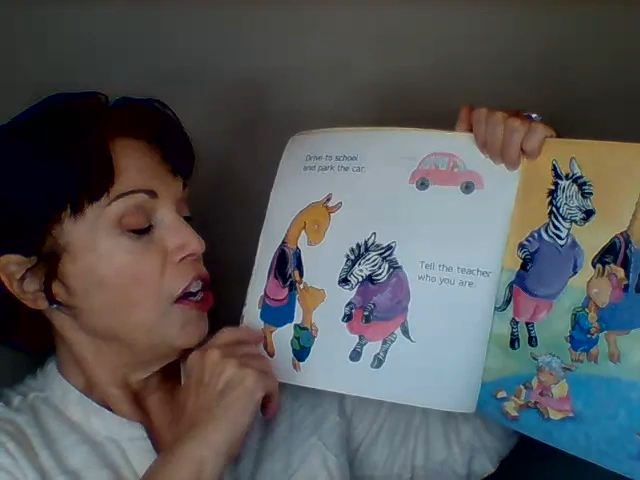 Drive to school
and park the car.
Tell the teacher
who you are.